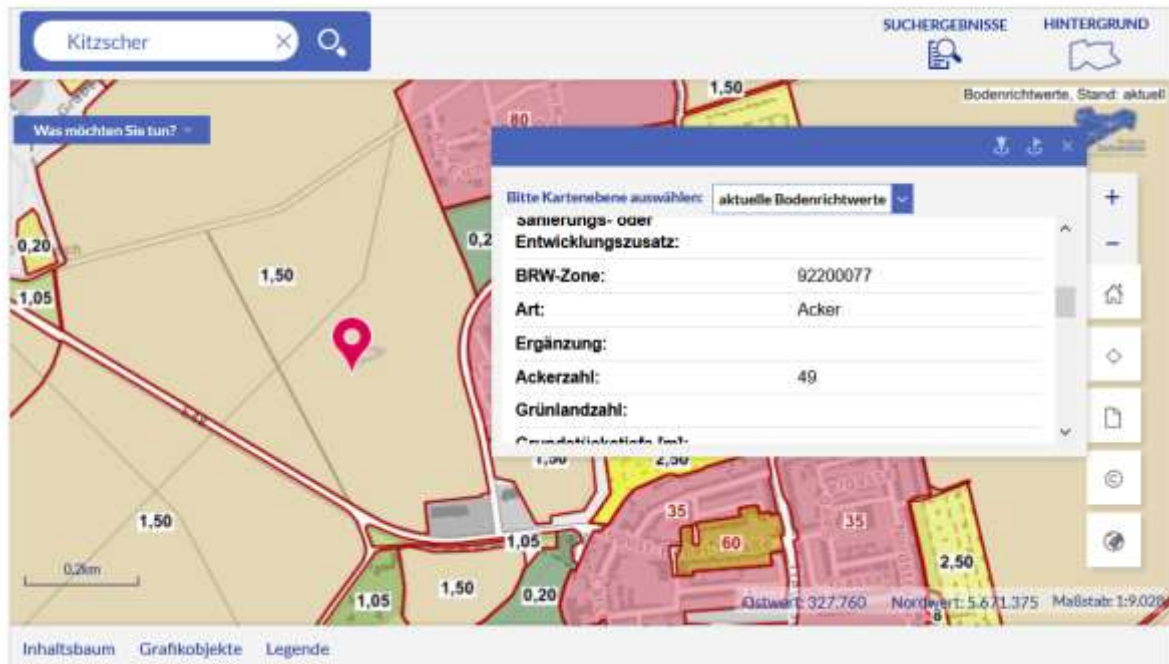 Kitzscher
SUCHERGEBNISSE
HINTERGRUND
Bodenrichtwerte, Stand: aktuell
Was möchten Sie tun?
1,50
80
Bitte Kartenebene auswählen: aktuelle Bodenrichtwerte
Sanierungs- oder
Entwicklungszusatz:
BRW-Zone: 92200077
Art: Acker
Ergänzung:
Ackerzahl: 49
Grünlandzahl:
Grundstückstiefe [m]:
0,20
0,2
1,50
1,05
1,50
2,50
1,50
35
35
60
1,05
2,50
0,2km
1,05
1,50
0,20
8
Ostwert: 327.760 Nordwert: 5.671.375 Maßstab: 1:9.028
Inhaltsbaum Grafikobjekte Legende